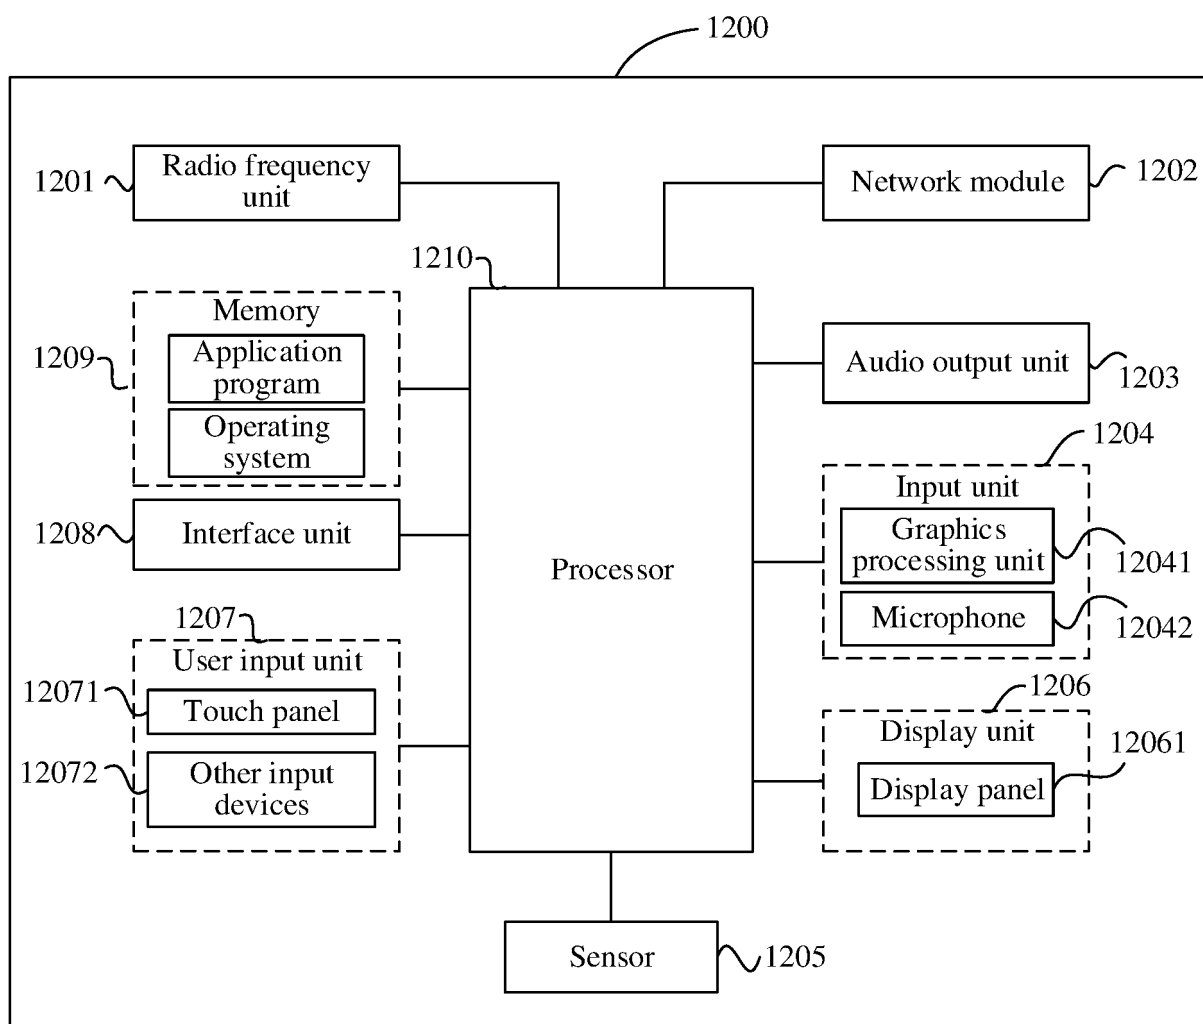 1200
1201
Radio frequency
unit
Network module
1202
1210
Memory
1209
Application
program
Operating
system
Audio output unit
1203
1204
Input unit
Graphics
processing unit
12041
Microphone
12042
1208
Interface unit
Processor
1207
User input unit
12071
Touch panel
12072
Other input
devices
1206
Display unit
12061
Display panel
Sensor
1205